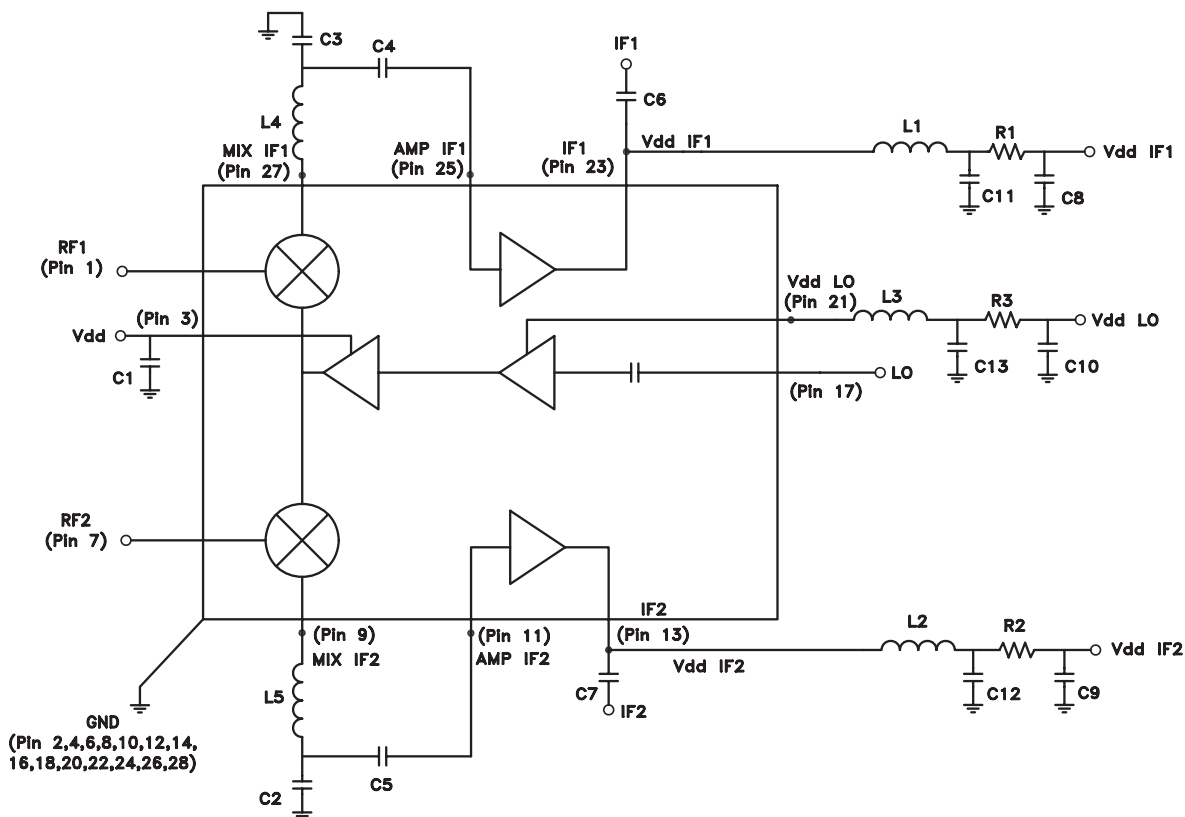 C3
C4
L4
MIX IF1
(Pin 27)
AMP IF1
(Pin 25)
IF1
C6
IF1
(Pin 23)
Vdd IF1
L1
R1
Vdd IF1
C11
C8
RF1
(Pin 1)
Vdd
(Pin 3)
C1
Vdd LO
(Pin 21)
L3
R3
Vdd LO
C13
C10
LO
(Pin 17)
RF2
(Pin 7)
(Pin 9)
MIX IF2
(Pin 11)
AMP IF2
IF2
(Pin 13)
Vdd IF2
L2
R2
Vdd IF2
C12
C9
C7
IF2
L5
C5
C2
GND
(Pin 2,4,6,8,10,12,14,
16,18,20,22,24,26,28)